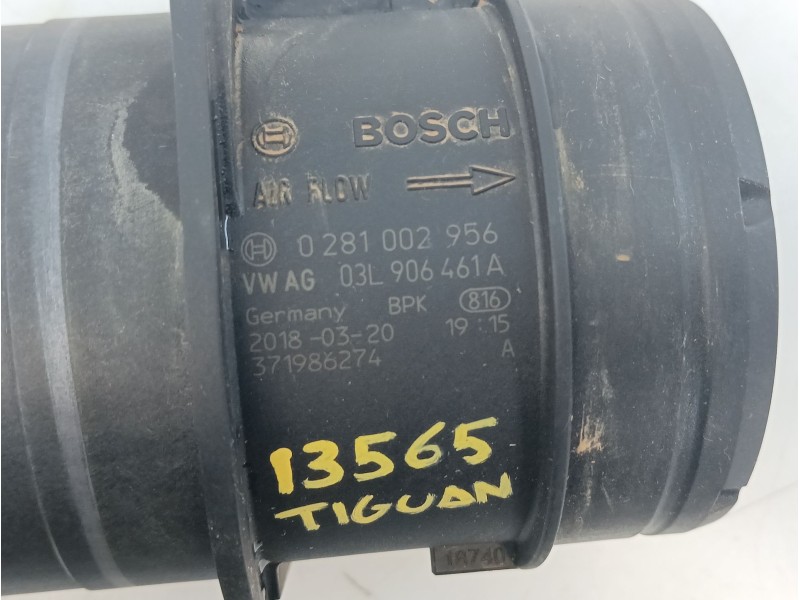 BOSCH
AIR FLOW
0 281 002 956
VW AG 03L 906 461 A
Germany BPK 816
2018-03-20 19:15
371986274 A
13565
TIGUAN
18740